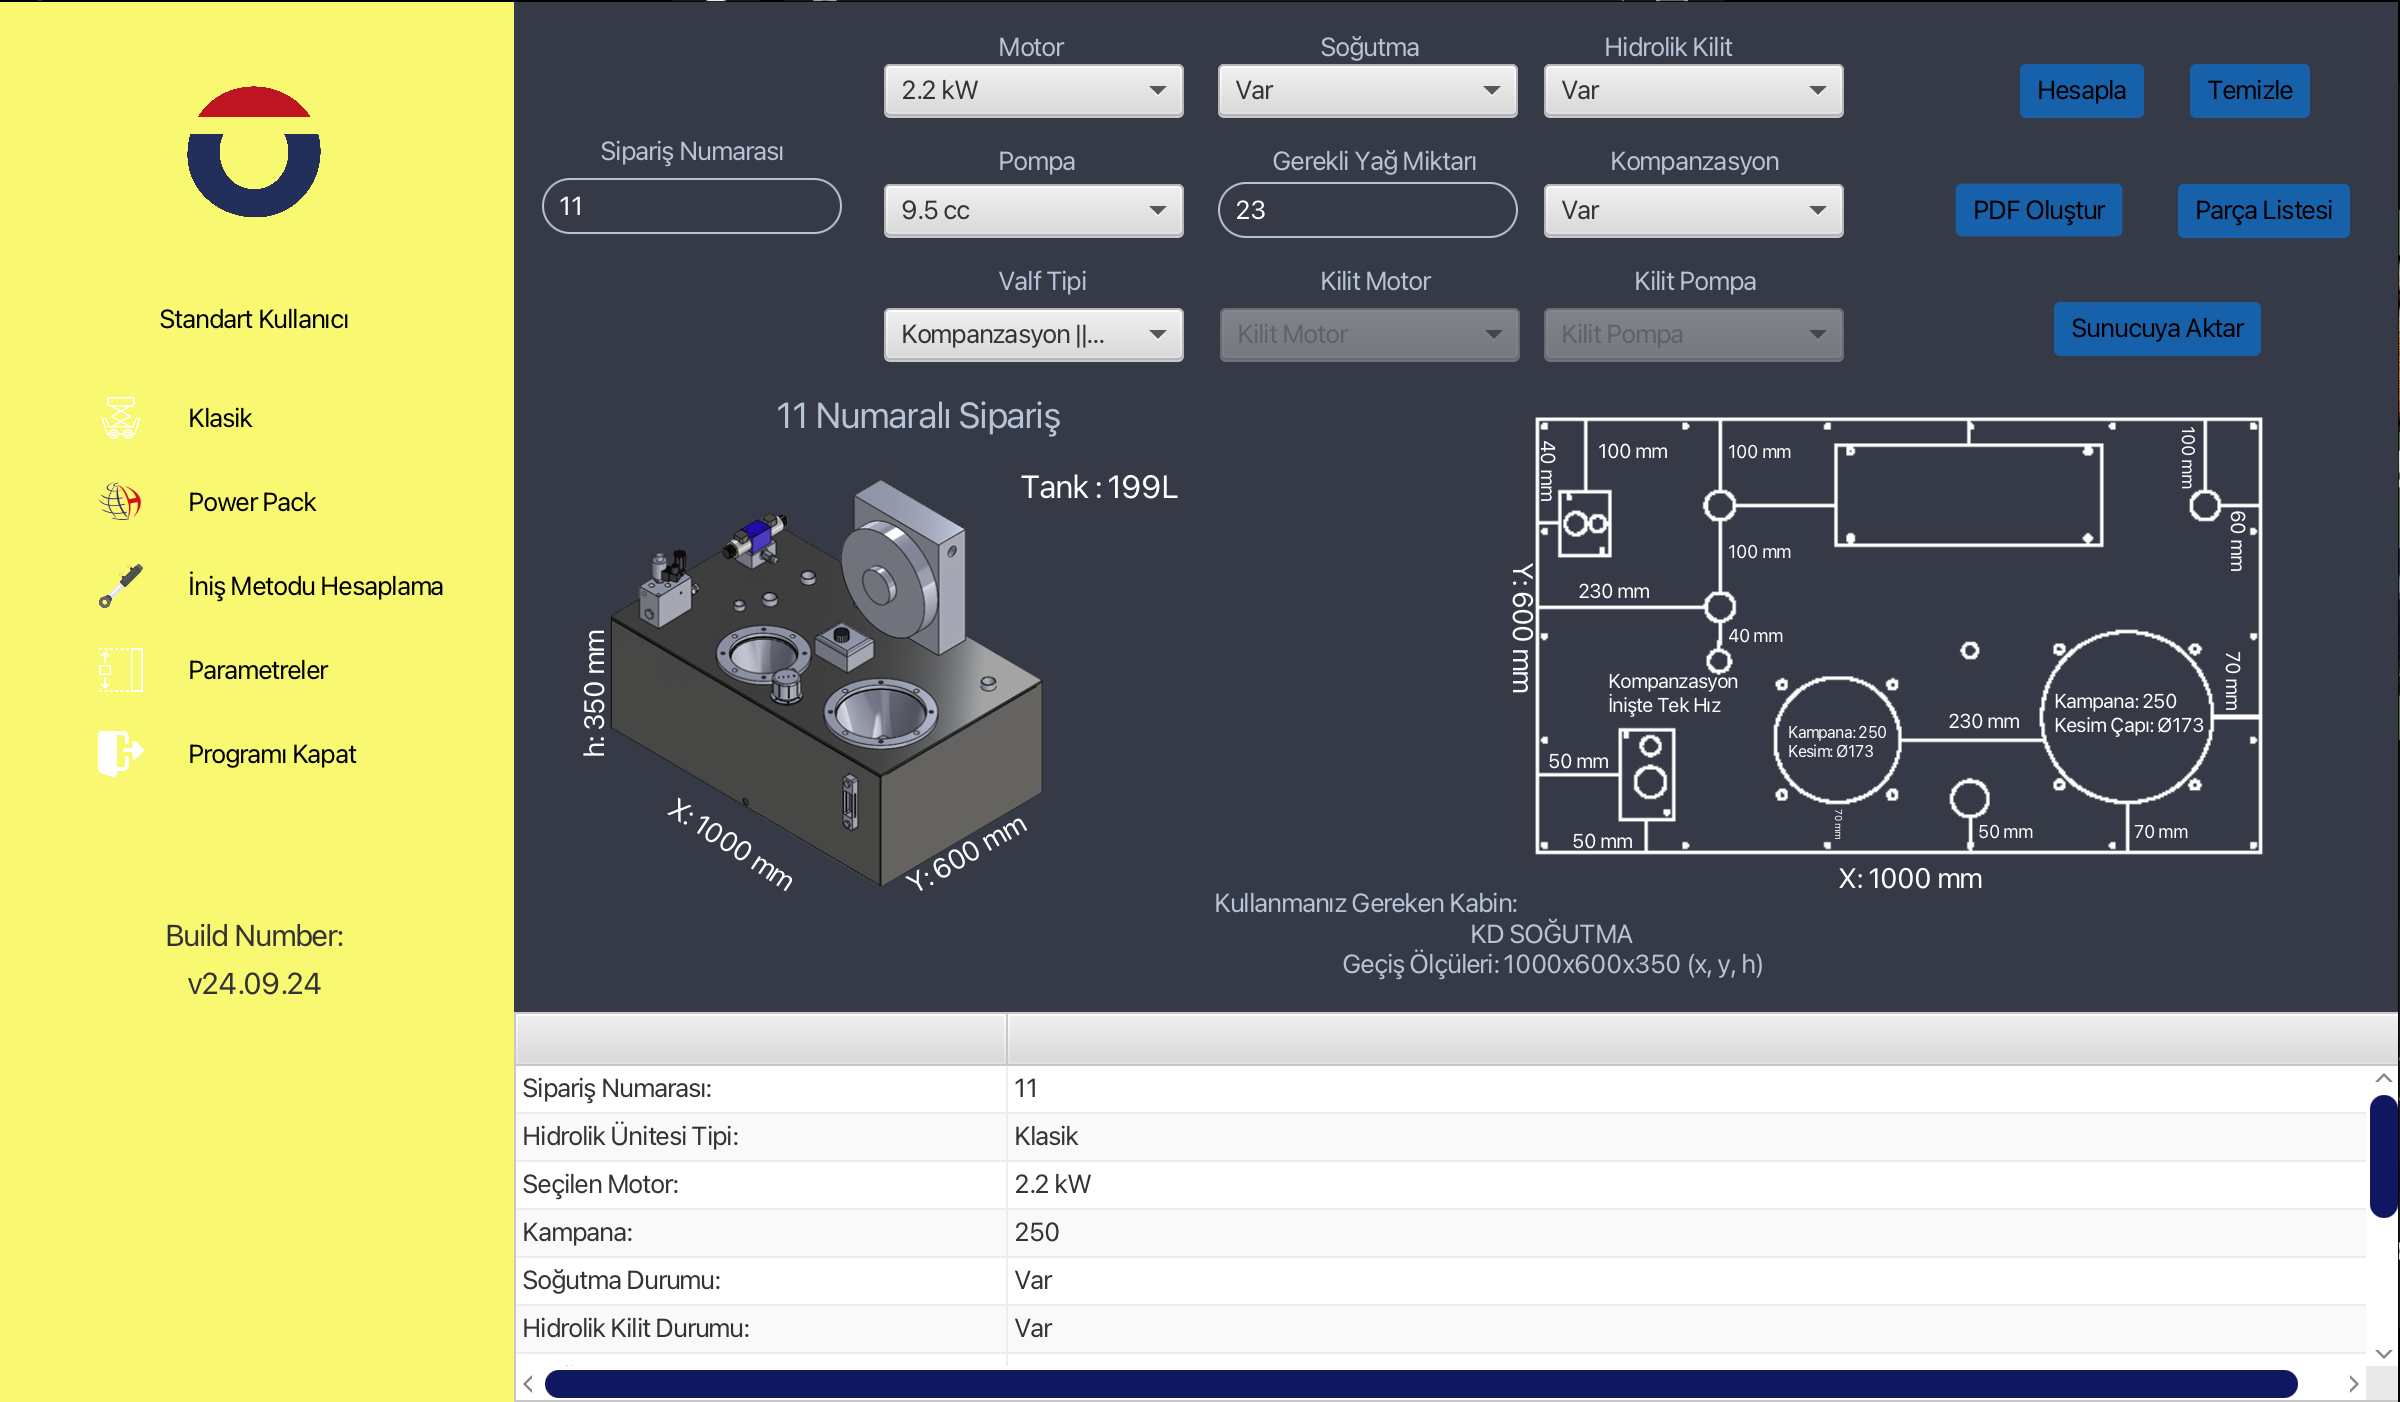 Standart Kullanıcı
Klasik
Power Pack
İniş Metodu Hesaplama
Parametreler
Programı Kapat
Build Number:
v24.09.24
Motor
Soğutma
Hidrolik Kilit
2.2 kW
Var
Var
Hesapla
Temizle
Sipariş Numarası
Pompa
Gerekli Yağ Miktarı
Kompanzasyon
11
9.5 cc
23
Var
PDF Oluştur
Parça Listesi
Valf Tipi
Kilit Motor
Kilit Pompa
Kompanzasyon ||...
Kilit Motor
Kilit Pompa
Sunucuya Aktar
11 Numaralı Sipariş
Tank : 199L
h: 350 mm
X: 1000 mm
Y: 600 mm
40 mm
100 mm
100 mm
100 mm
60 mm
100 mm
230 mm
Y: 600 mm
40 mm
70 mm
Kompanzasyon
İnişte Tek Hız
Kampana: 250
Kesim: Ø173
230 mm
Kampana: 250
Kesim Çapı: Ø173
50 mm
50 mm
70 mm
50 mm
70 mm
X: 1000 mm
Kullanmanız Gereken Kabin:
KD SOĞUTMA
Geçiş Ölçüleri: 1000x600x350 (x, y, h)
Sipariş Numarası: 11
Hidrolik Ünitesi Tipi: Klasik
Seçilen Motor: 2.2 kW
Kampana: 250
Soğutma Durumu: Var
Hidrolik Kilit Durumu: Var